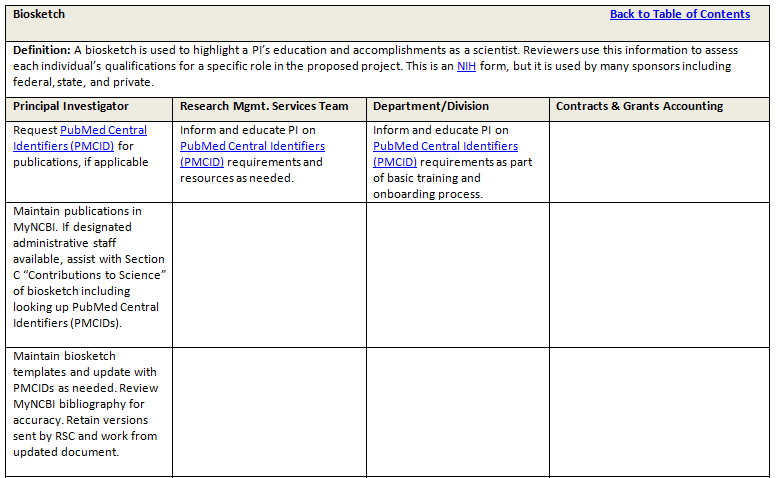 Biosketch Back to Table of Contents
Definition: A biosketch is used to highlight a PI's education and accomplishments as a scientist. Reviewers use this information to assess
each individual's qualifications for a specific role in the proposed project. This is an NIH form, but it is used by many sponsors including
federal, state, and private.
Principal Investigator Research Mgmt. Services Team Department/Division Contracts & Grants Accounting
Request PubMed Central
Identifiers (PMCID) for
publications, if applicable
Inform and educate PI on
PubMed Central Identifiers
(PMCID) requirements and
resources as needed.
Inform and educate PI on
PubMed Central Identifiers
(PMCID) requirements as part
of basic training and
onboarding process.
Maintain publications in
MyNCBI. If designated
administrative staff
available, assist with Section
C “Contributions to Science”
of biosketch including
looking up PubMed Central
Identifiers (PMCIDs).
Maintain biosketch
templates and update with
PMCIDs as needed. Review
MyNCBI bibliography for
accuracy. Retain versions
sent by RSC and work from
updated document.